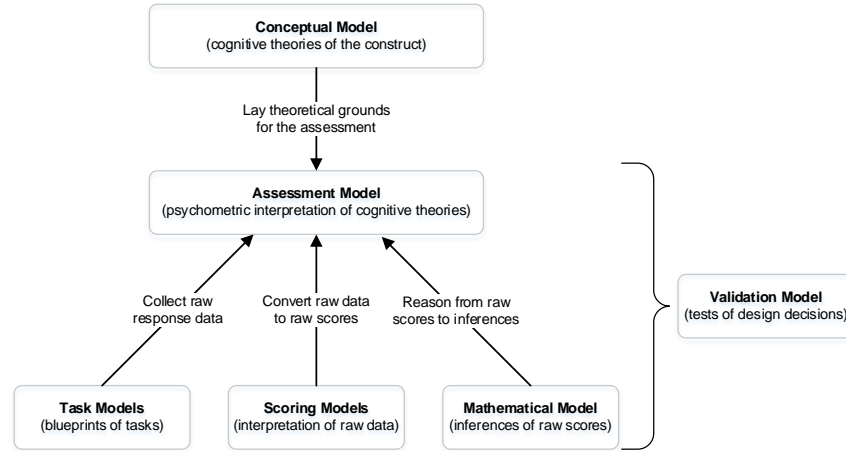 Conceptual Model
(cognitive theories of the construct)
Lay theoretical grounds
for the assessment
Assessment Model
(psychometric interpretation of cognitive theories)
Collect raw
response data
Convert raw data
to raw scores
Reason from raw
scores to inferences
Validation Model
(tests of design decisions)
Task Models
(blueprints of tasks)
Scoring Models
(interpretation of raw data)
Mathematical Model
(inferences of raw scores)